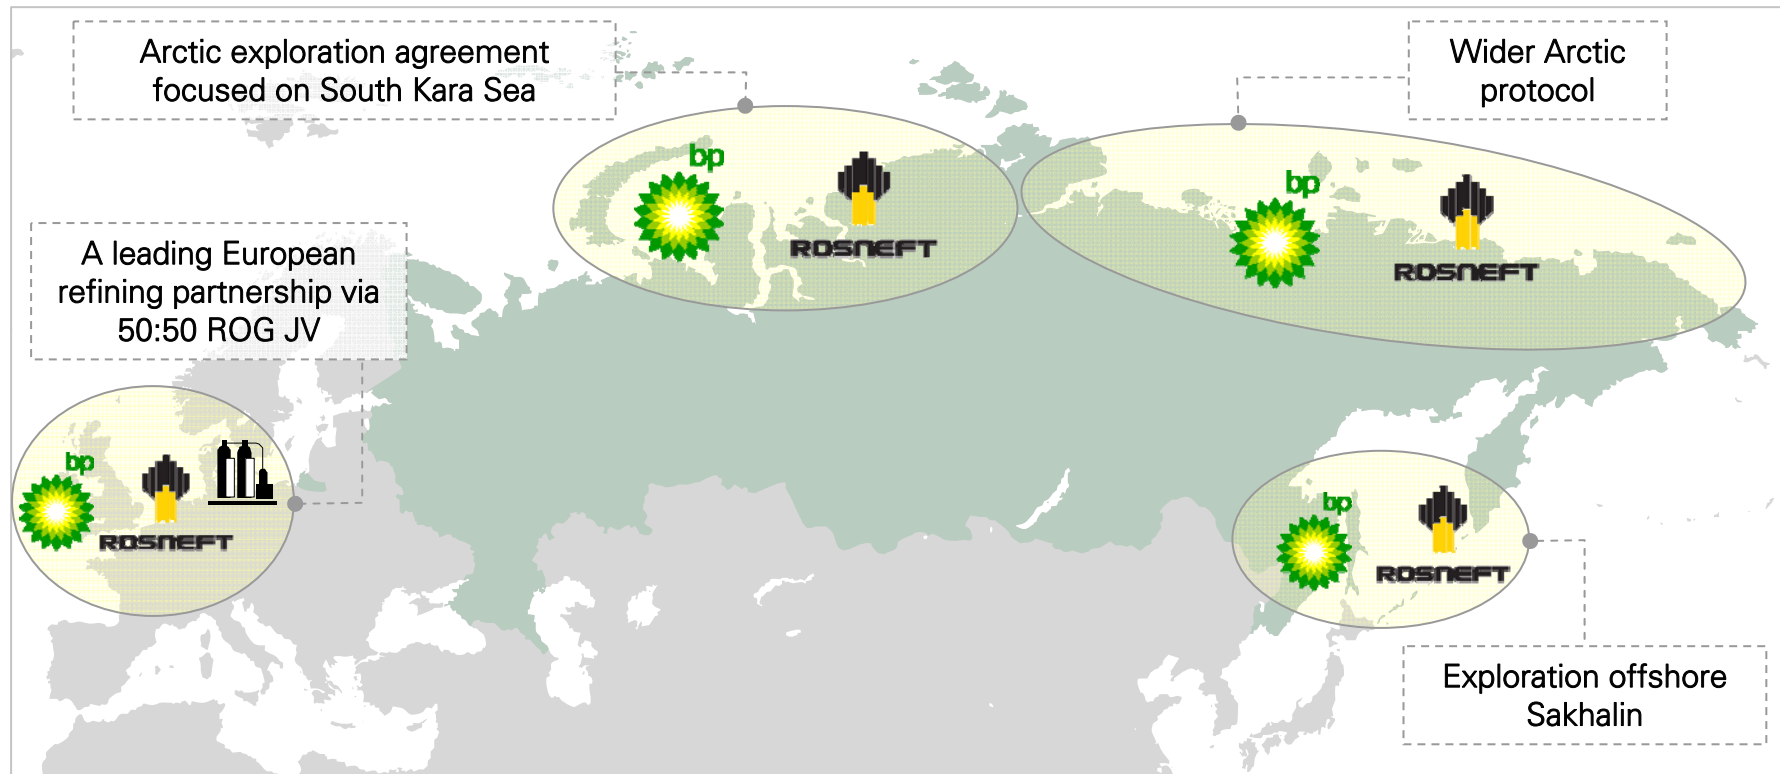 Arctic exploration agreement
focused on South Kara Sea
Wider Arctic
protocol
bp
ROSNEFT
bp
ROSNEFT
A leading European
refining partnership via
50:50 ROG JV
bp
ROSNEFT
bp
ROSNEFT
Exploration offshore
Sakhalin